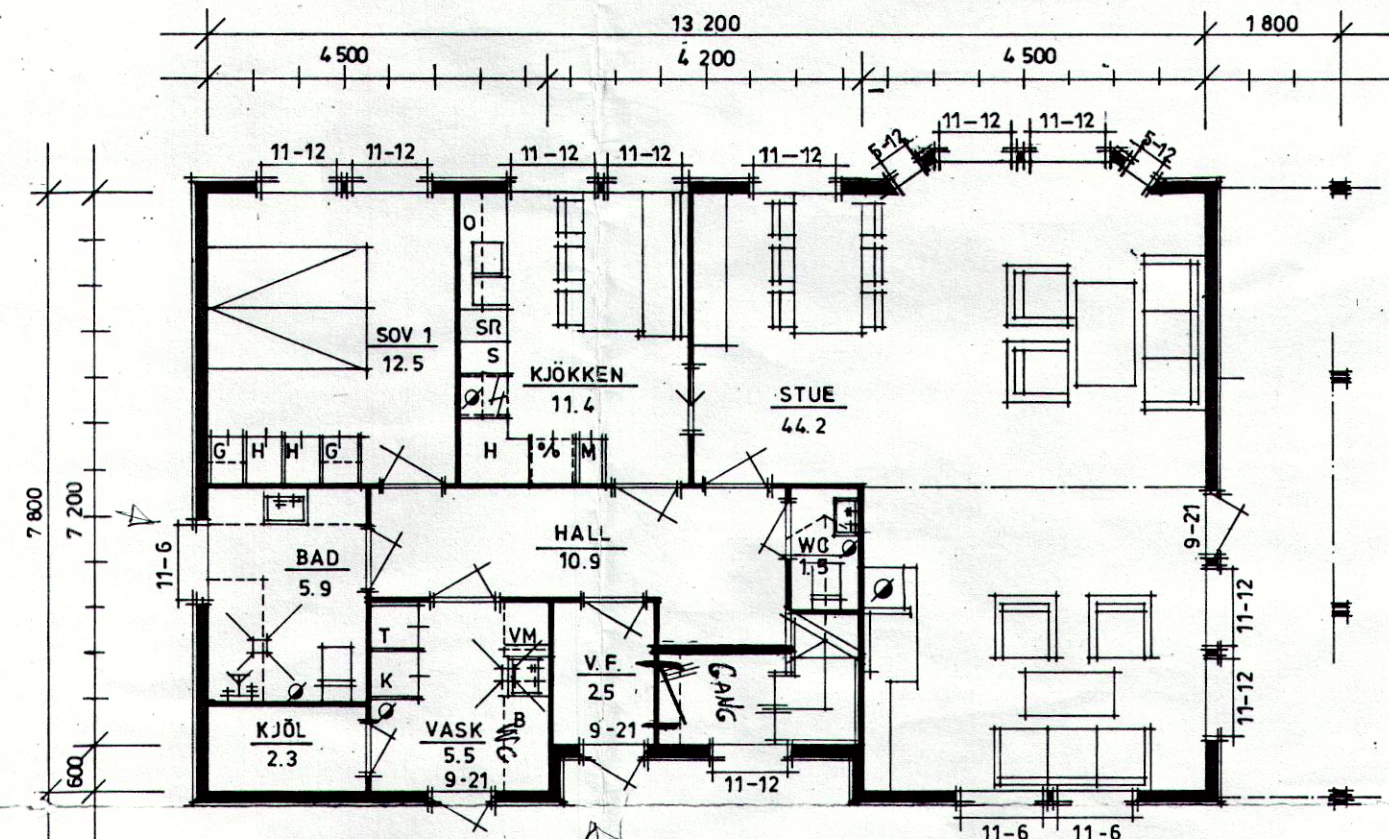 13 200
1 800
4 500
4 200
4 500
11-12
11-12
5-12
5-12
11-12
11-12
11-12
11-12
11-12
O
SR
S
SOV 1
12.5
KJÖKKEN
11.4
STUE
44.2
G
H
H
G
H
%
M
7 800
7 200
600
11-6
BAD
5.9
HALL
10.9
WC
1.5
9-21
11-12
11-12
T
K
VM
V.F.
2.5
9-21
GANG
B
KJÖL
2.3
VASK
5.5
9-21
11-12
11-6
11-6